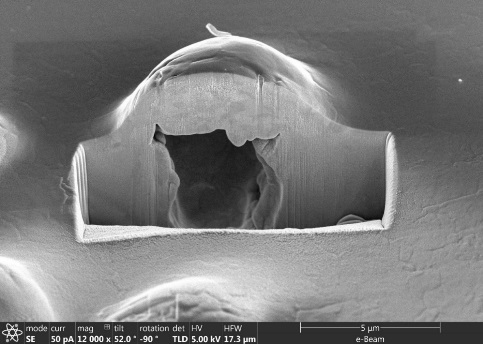 mode curr mag tilt rotation det HV HFW 5 µm
SE 50 pA 12 000 x 52.0 ° -90 ° TLD 5.00 kV 17.3 µm e-Beam